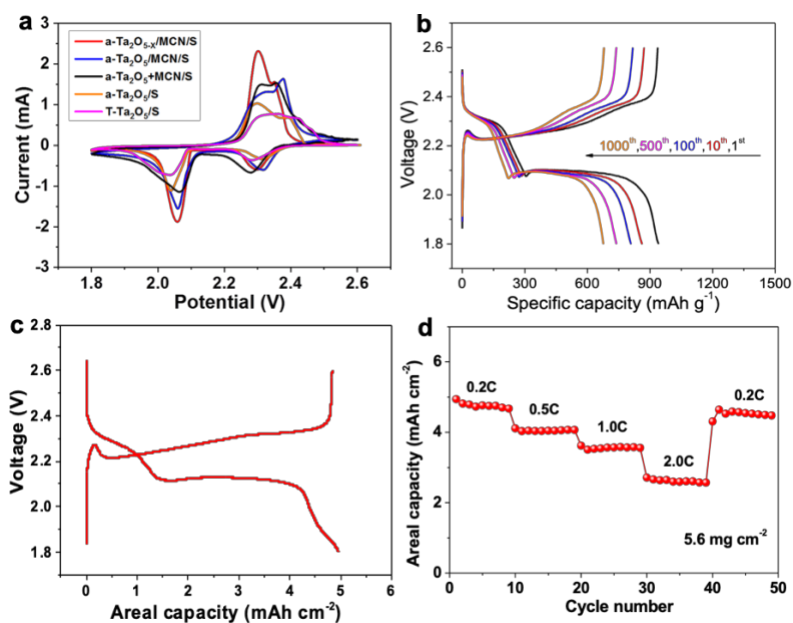 a
a-Ta₂O₅₋ₓ/MCN/S
a-Ta₂O₅/MCN/S
a-Ta₂O₅+MCN/S
a-Ta₂O₅/S
T-Ta₂O₅/S
3
2
1
0
-1
-2
-3
Current (mA)
1.8 2.0 2.2 2.4 2.6
Potential (V)
b
2.6
2.4
2.2
2.0
1.8
Voltage (V)
1000ᵗʰ,500ᵗʰ,100ᵗʰ,10ᵗʰ,1ˢᵗ
0 300 600 900 1200 1500
Specific capacity (mAh g⁻¹)
c
2.8
2.6
2.4
2.2
2.0
1.8
Voltage (V)
0 1 2 3 4 5 6
Areal capacity (mAh cm⁻²)
d
6
4
2
0
Areal capacity (mAh cm⁻²)
0.2C
0.5C
1.0C
2.0C
0.2C
5.6 mg cm⁻²
0 10 20 30 40 50
Cycle number